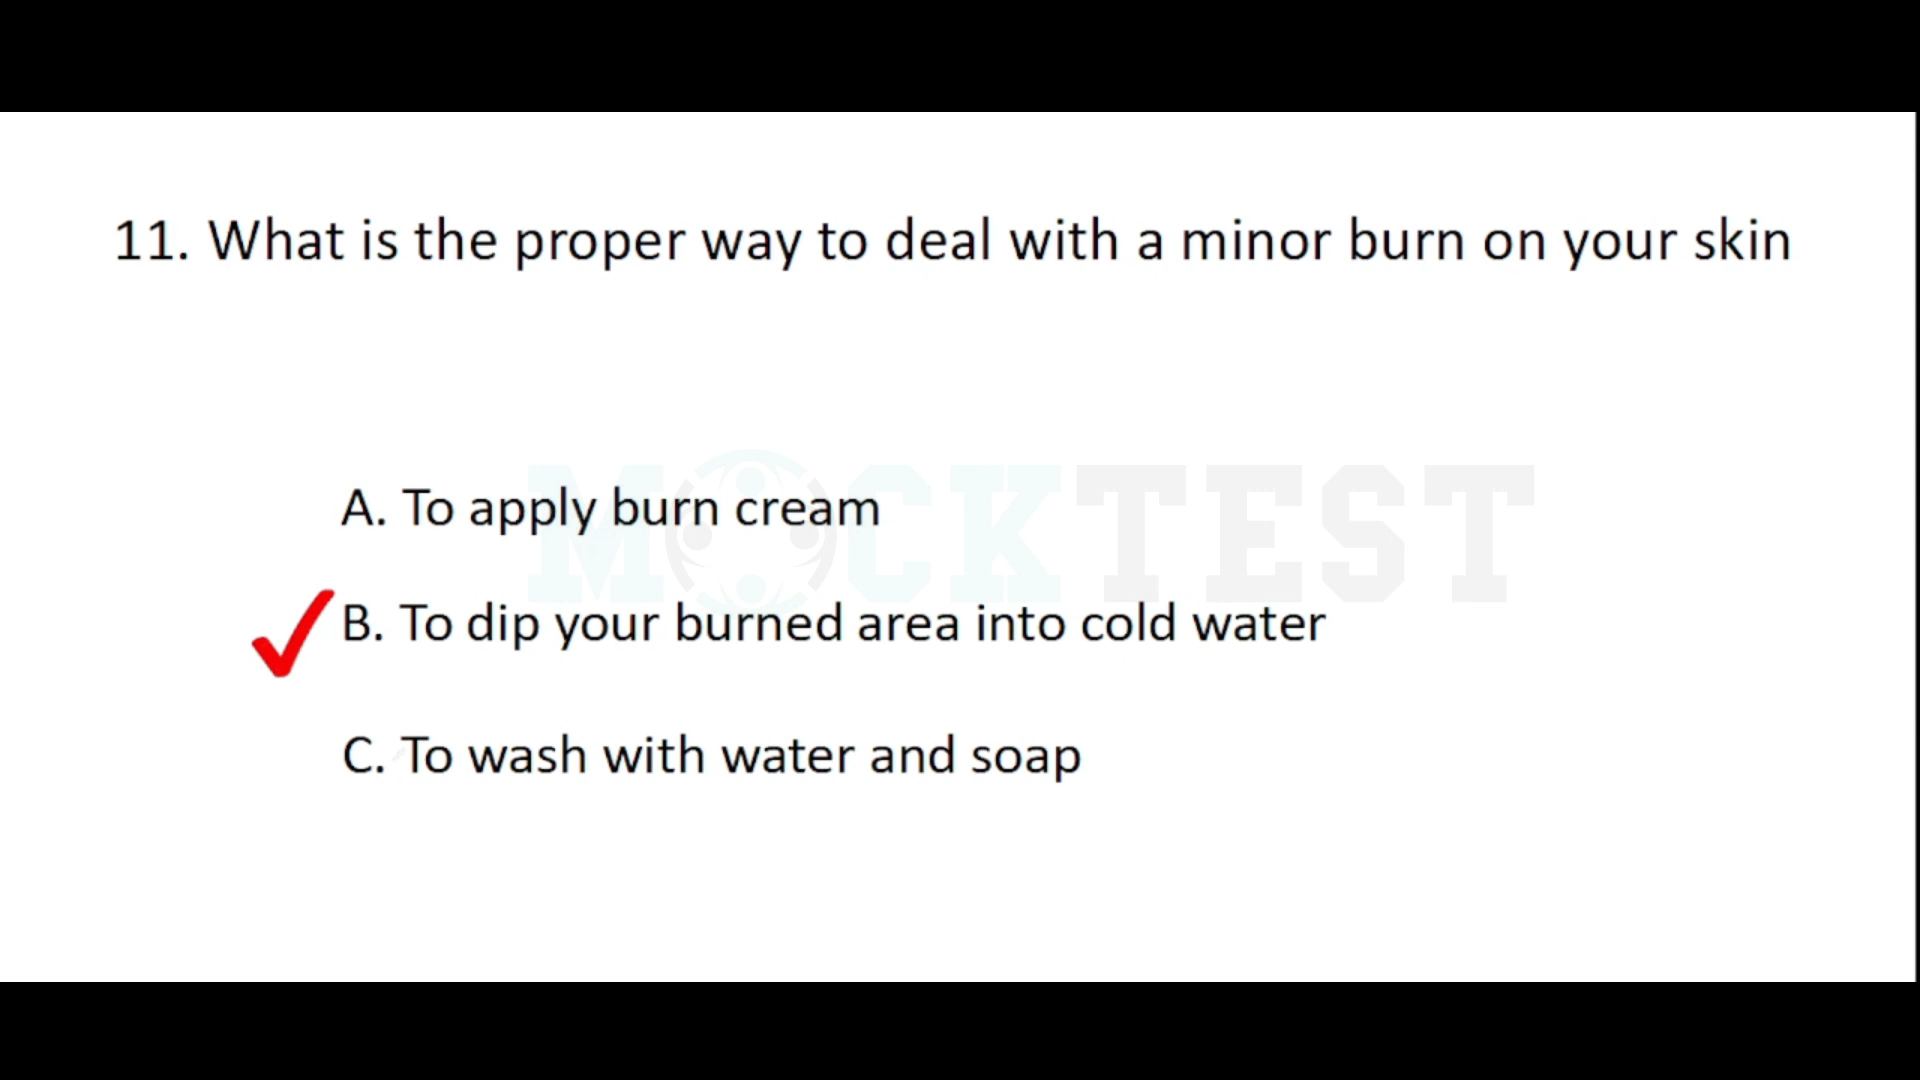 11. What is the proper way to deal with a minor burn on your skin
MOCKTEST
A. To apply burn cream
B. To dip your burned area into cold water
C. To wash with water and soap